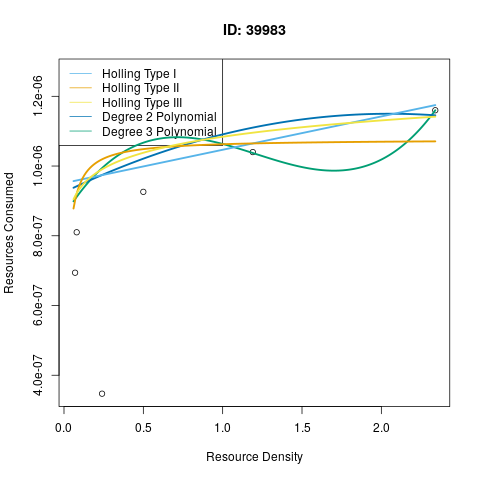 ID: 39983
Holling Type I
Holling Type II
Holling Type III
Degree 2 Polynomial
Degree 3 Polynomial
1.2e-06
1.0e-06
8.0e-07
6.0e-07
4.0e-07
Resources Consumed
0.0 0.5 1.0 1.5 2.0
Resource Density